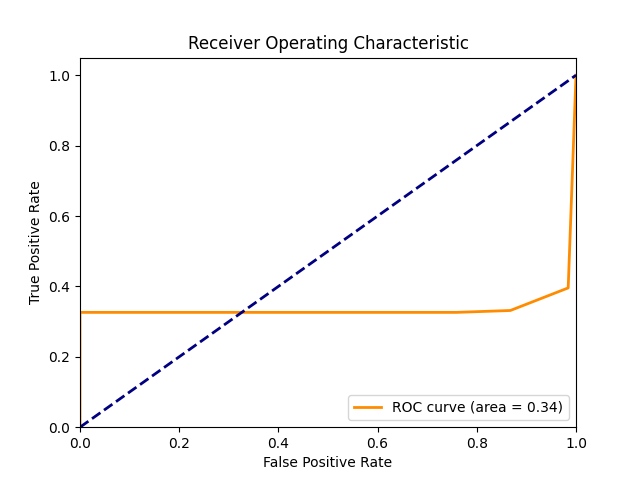 Receiver Operating Characteristic
True Positive Rate
1.0
0.8
0.6
0.4
0.2
0.0
ROC curve (area = 0.34)
0.0 0.2 0.4 0.6 0.8 1.0
False Positive Rate